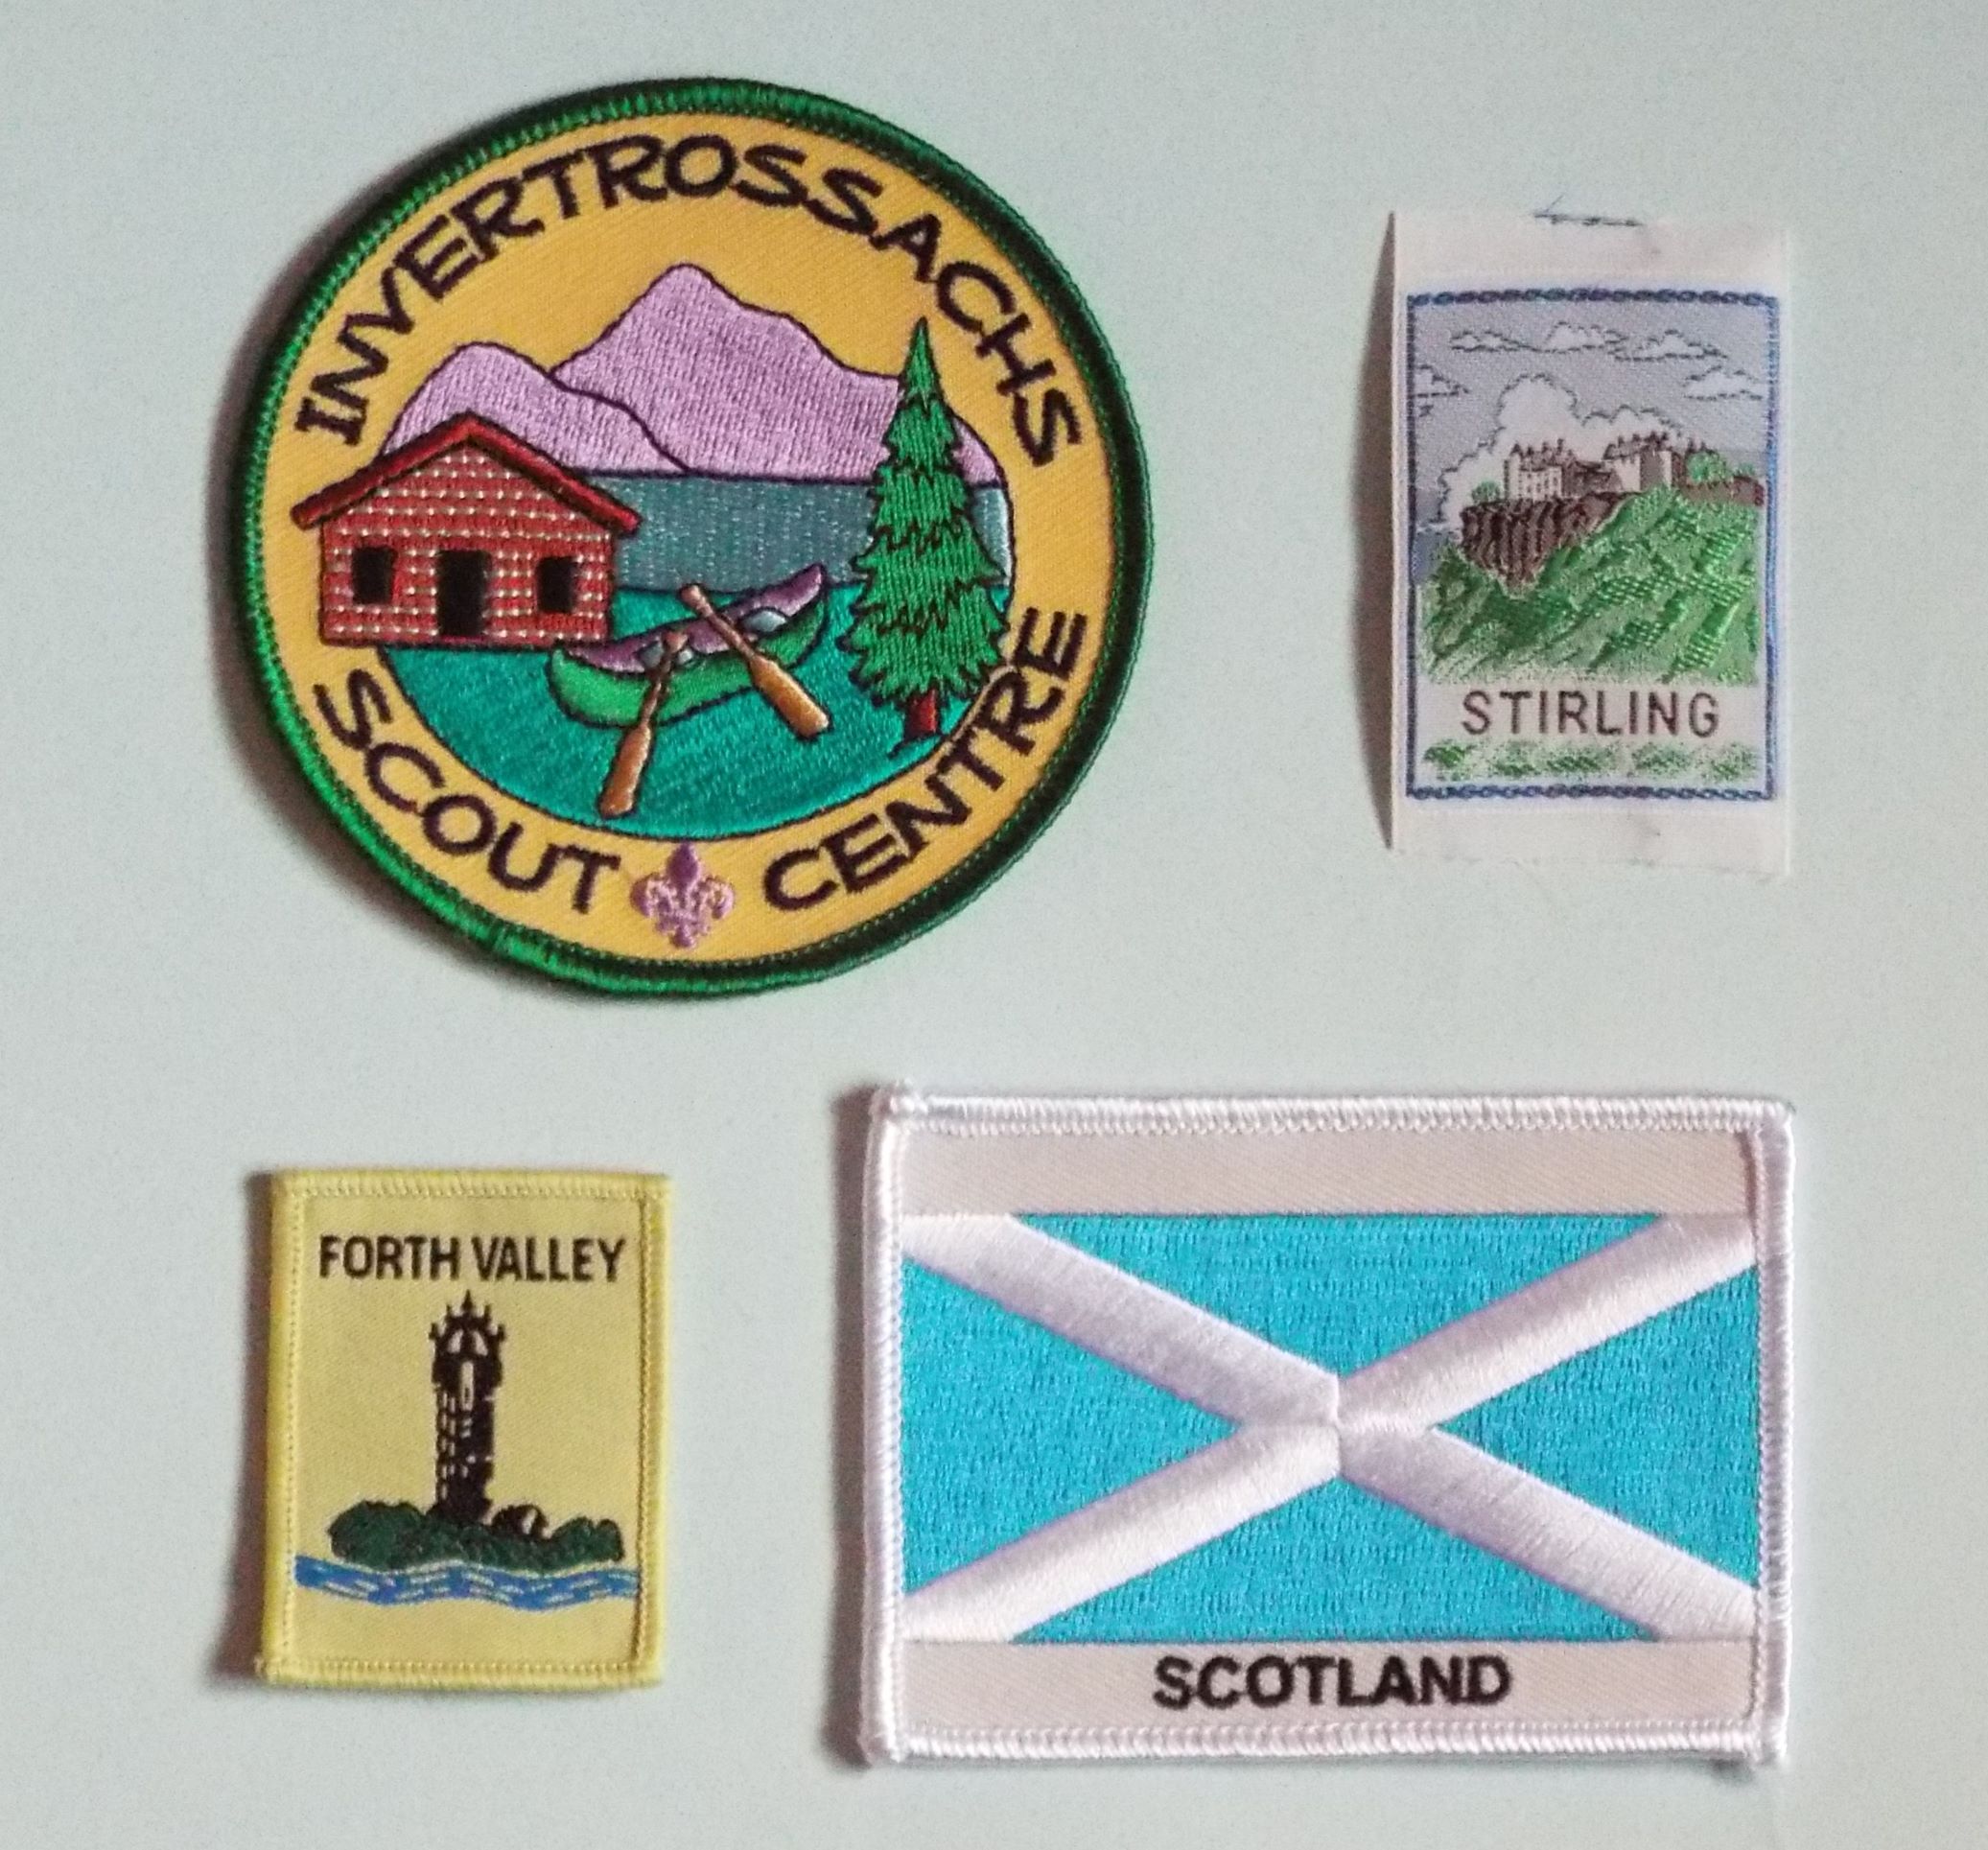 INVERTROSSACHS
SCOUT CENTRE
STIRLING
FORTH VALLEY
SCOTLAND